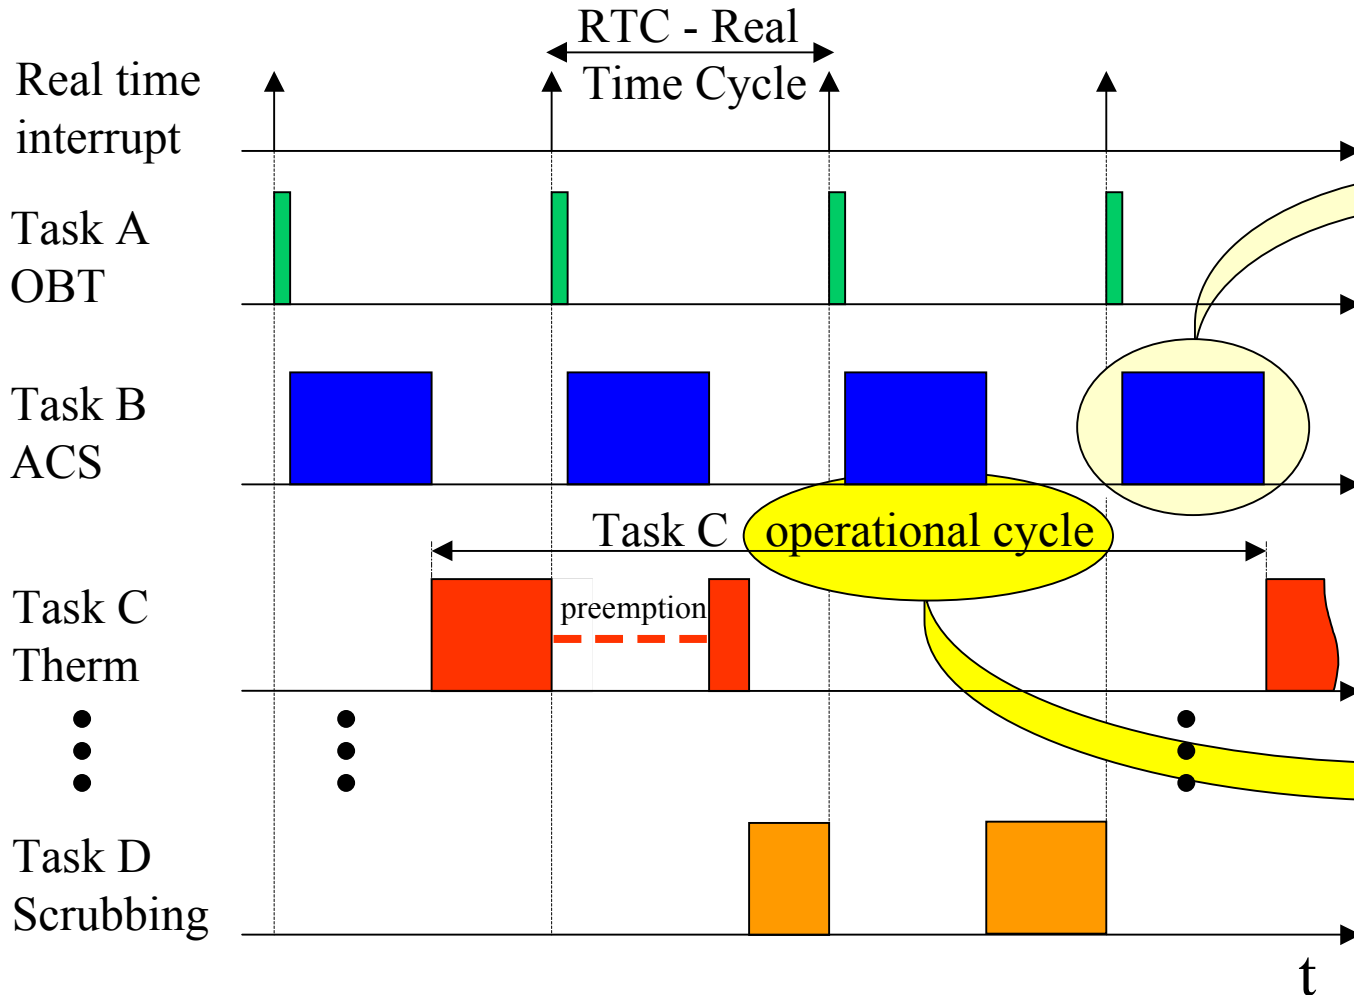 RTC - Real
Time Cycle
Real time
interrupt
Task A
OBT
Task B
ACS
Task C operational cycle
Task C
Therm
preemption
Task D
Scrubbing
t